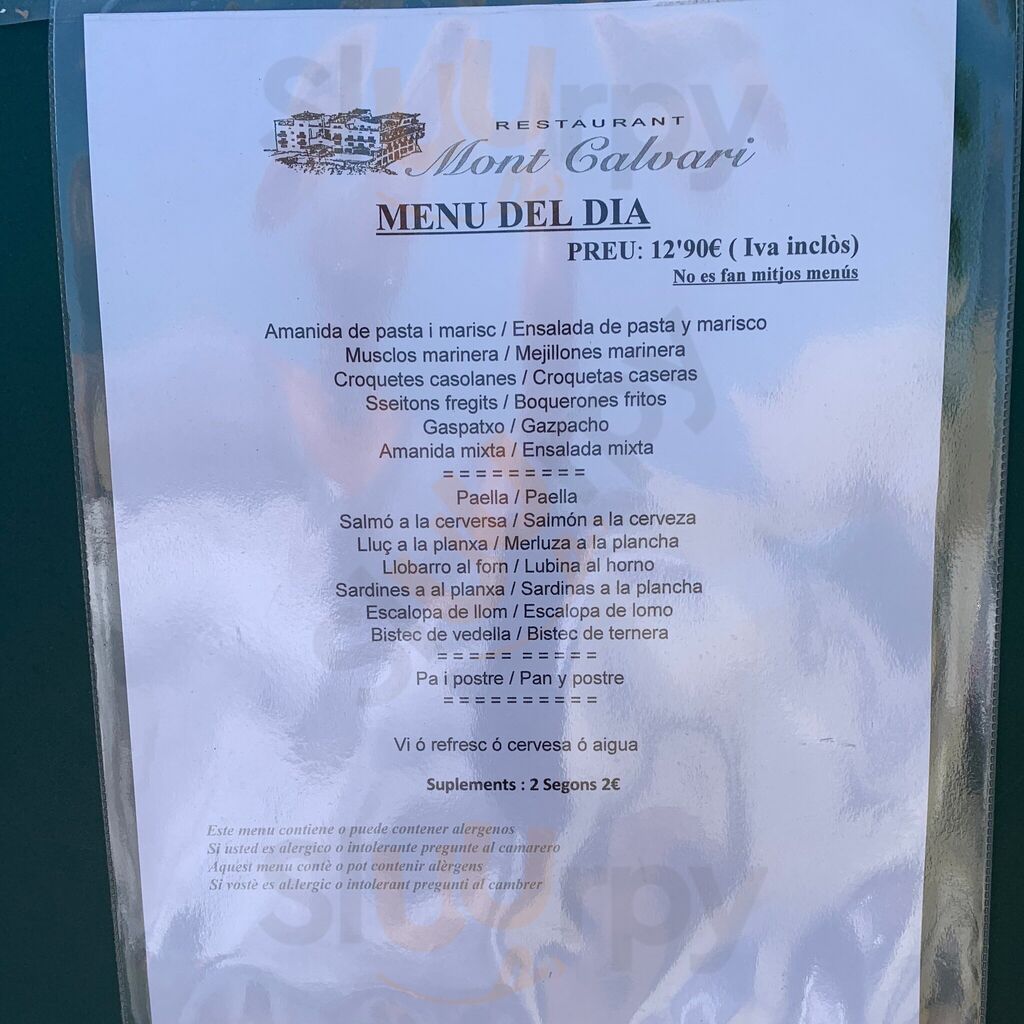 RESTAURANT
Mont Calvari
MENU DEL DIA
PREU: 12'90€ ( Iva inclòs)
No es fan mitjos menús
Amanida de pasta i marisc / Ensalada de pasta y marisco
Musclos marinera / Mejillones marinera
Croquetes casolanes / Croquetas caseras
Sseitons fregits / Boquerones fritos
Gaspatxo / Gazpacho
Amanida mixta / Ensalada mixta
= = = = = = = = =
Paella / Paella
Salmó a la cerversa / Salmón a la cerveza
Lluç a la planxa / Merluza a la plancha
Llobarro al forn / Lubina al horno
Sardines a al planxa / Sardinas a la plancha
Escalopa de llom / Escalopa de lomo
Bistec de vedella / Bistec de ternera
= = = = = = = = = =
Pa i postre / Pan y postre
= = = = = = = = = =
Vi ó refresc ó cervesa ó aigua
Suplements : 2 Segons 2€
Este menu contiene o puede contener alergenos
Si usted es alergico o intolerante pregunte al camarero
Aquest menu contè o pot contenir alèrgens
Si vostè es al.lergic o intolerant pregunti al cambrer
Sluurpy
Sluurpy
Sluurpy